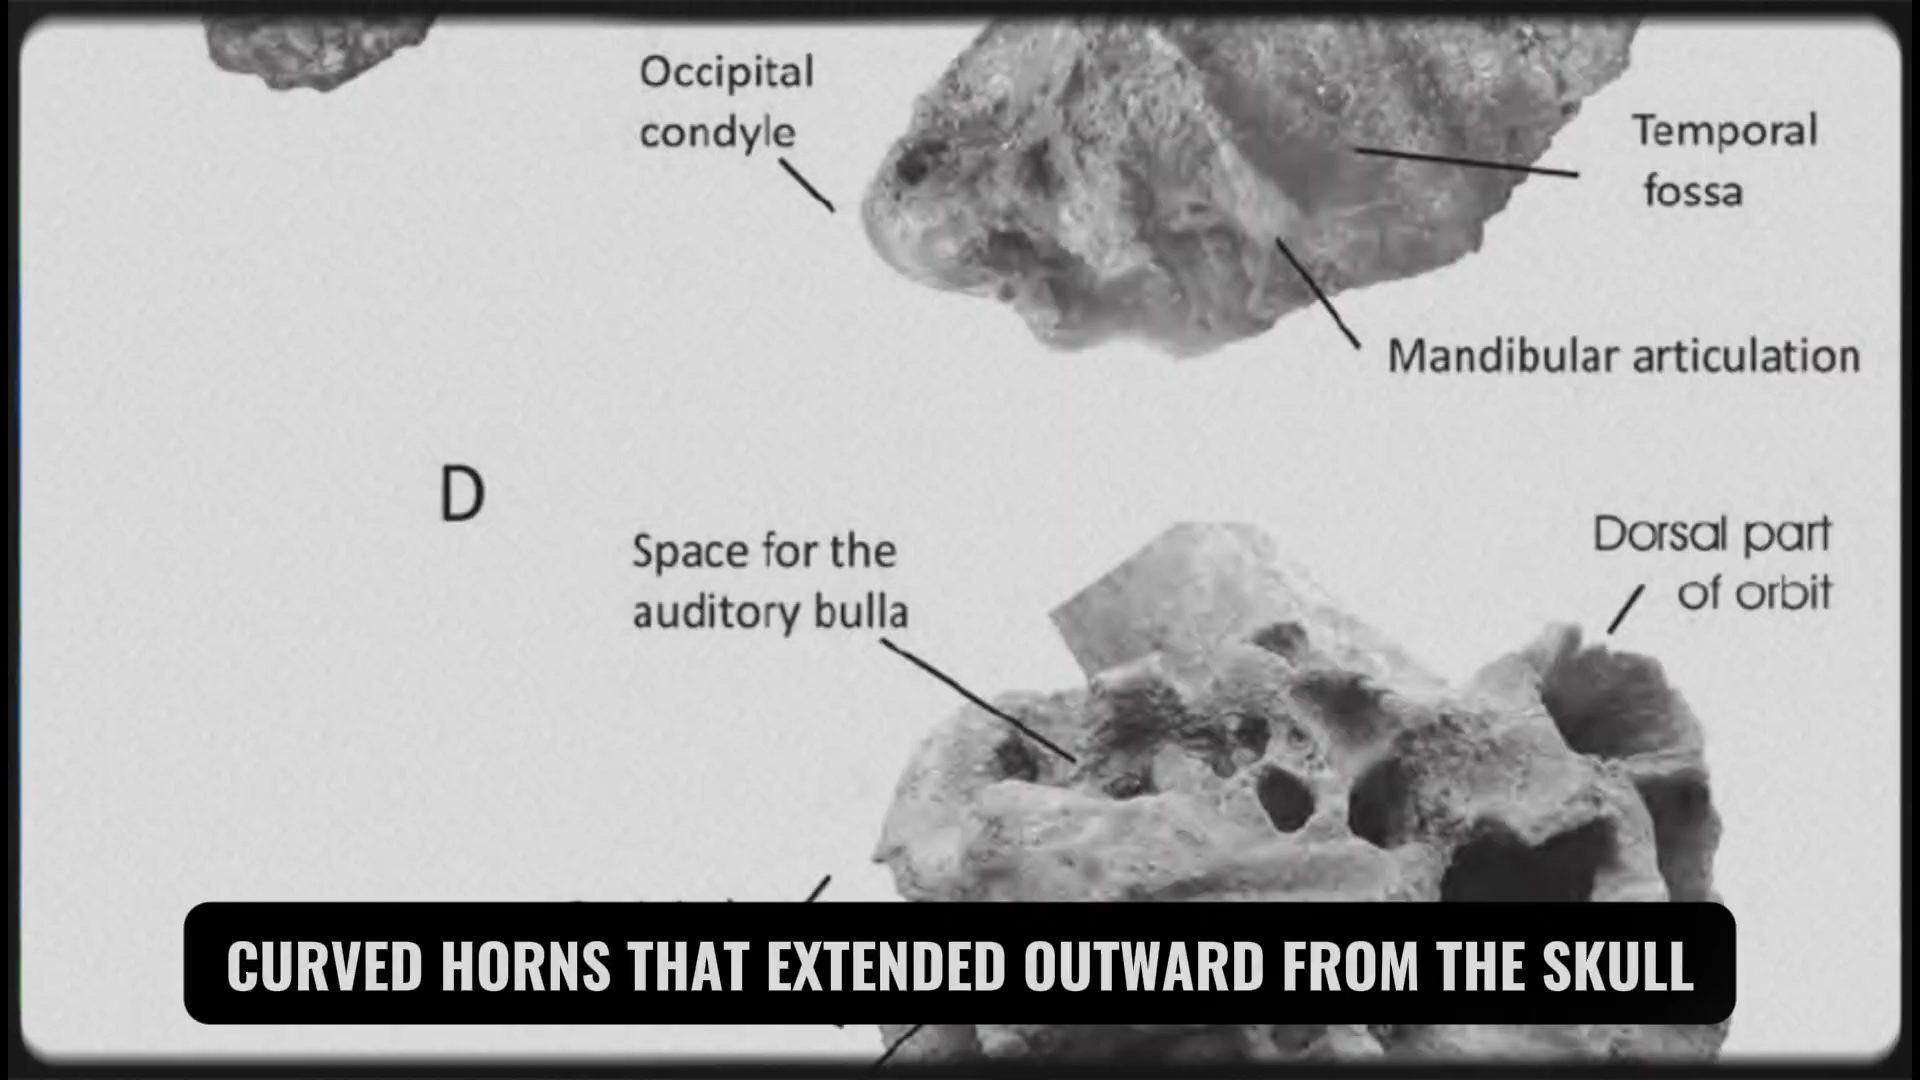 Occipital
condyle
Temporal
fossa
Mandibular articulation
D
Space for the
auditory bulla
Dorsal part
of orbit
CURVED HORNS THAT EXTENDED OUTWARD FROM THE SKULL